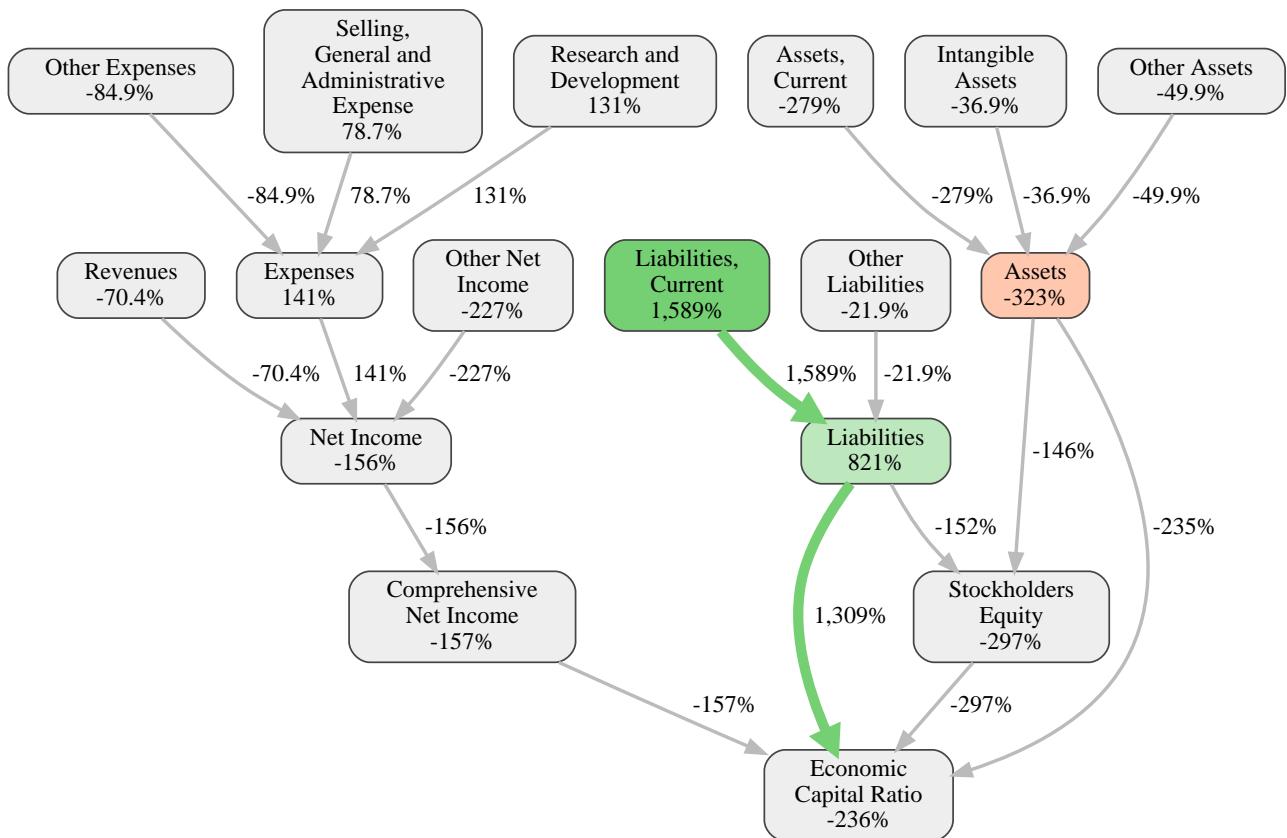 Other Expenses
-84.9%
Selling,
General and
Administrative
Expense
78.7%
Research and
Development
131%
Assets,
Current
-279%
Intangible
Assets
-36.9%
Other Assets
-49.9%
-84.9%
78.7%
131%
-279%
-36.9%
-49.9%
Revenues
-70.4%
Expenses
141%
Other Net
Income
-227%
Liabilities,
Current
1,589%
Other
Liabilities
-21.9%
Assets
-323%
-70.4%
141%
-227%
1,589%
-21.9%
Net Income
-156%
Liabilities
821%
-146%
-156%
-152%
-235%
Comprehensive
Net Income
-157%
1,309%
Stockholders
Equity
-297%
-157%
-297%
Economic
Capital Ratio
-236%